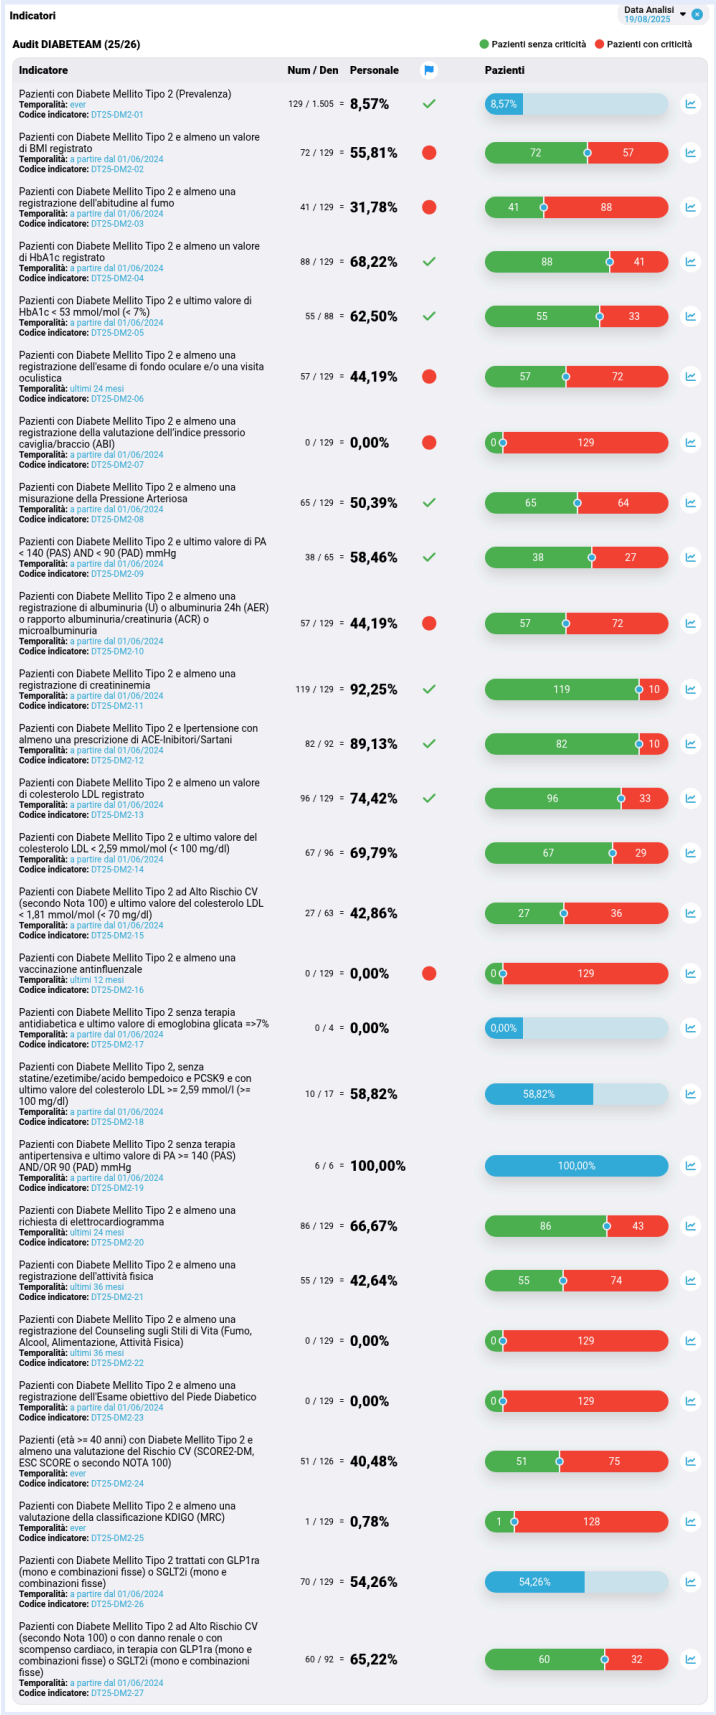 Indicatori
Data Analisi
19/08/2025
Audit DIABETEAM (25/26)
Pazienti senza criticità Pazienti con criticità
Indicatore Num / Den Personale Pazienti
Pazienti con Diabete Mellito Tipo 2 (Prevalenza)
Temporalità: ever
Codice indicatore: DT25-DM2-01
129 / 1.505 = 8,57%
8,57%
Pazienti con Diabete Mellito Tipo 2 e almeno un valore
di BMI registrato
Temporalità: a partire dal 01/06/2024
Codice indicatore: DT25-DM2-02
72 / 129 = 55,81%
72 57
Pazienti con Diabete Mellito Tipo 2 e almeno una
registrazione dell'abitudine al fumo
Temporalità: a partire dal 01/06/2024
Codice indicatore: DT25-DM2-03
41 / 129 = 31,78%
41 88
Pazienti con Diabete Mellito Tipo 2 e almeno un valore
di HbA1c registrato
Temporalità: a partire dal 01/06/2024
Codice indicatore: DT25-DM2-04
88 / 129 = 68,22%
88 41
Pazienti con Diabete Mellito Tipo 2 e ultimo valore di
HbA1c < 53 mmol/mol (< 7%)
Temporalità: a partire dal 01/06/2024
Codice indicatore: DT25-DM2-05
55 / 88 = 62,50%
55 33
Pazienti con Diabete Mellito Tipo 2 e almeno una
registrazione dell'esame di fondo oculare e/o una visita
oculistica
Temporalità: ultimi 24 mesi
Codice indicatore: DT25-DM2-06
57 / 129 = 44,19%
57 72
Pazienti con Diabete Mellito Tipo 2 e almeno una
registrazione della valutazione dell'indice pressorio
caviglia/braccio (ABI)
Temporalità: a partire dal 01/06/2024
Codice indicatore: DT25-DM2-07
0 / 129 = 0,00%
0 129
Pazienti con Diabete Mellito Tipo 2 e almeno una
misurazione della Pressione Arteriosa
Temporalità: a partire dal 01/06/2024
Codice indicatore: DT25-DM2-08
65 / 129 = 50,39%
65 64
Pazienti con Diabete Mellito Tipo 2 e ultimo valore di PA
< 140 (PAS) AND < 90 (PAD) mmHg
Temporalità: a partire dal 01/06/2024
Codice indicatore: DT25-DM2-09
38 / 65 = 58,46%
38 27
Pazienti con Diabete Mellito Tipo 2 e almeno una
registrazione di albuminuria (U) o albuminuria 24h (AER)
o rapporto albuminuria/creatinuria (ACR) o
microalbuminuria
Temporalità: a partire dal 01/06/2024
Codice indicatore: DT25-DM2-10
57 / 129 = 44,19%
57 72
Pazienti con Diabete Mellito Tipo 2 e almeno una
registrazione di creatininemia
Temporalità: a partire dal 01/06/2024
Codice indicatore: DT25-DM2-11
119 / 129 = 92,25%
119 10
Pazienti con Diabete Mellito Tipo 2 e Ipertensione con
almeno una prescrizione di ACE-Inibitori/Sartani
Temporalità: a partire dal 01/06/2024
Codice indicatore: DT25-DM2-12
82 / 92 = 89,13%
82 10
Pazienti con Diabete Mellito Tipo 2 e almeno un valore
di colesterolo LDL registrato
Temporalità: a partire dal 01/06/2024
Codice indicatore: DT25-DM2-13
96 / 129 = 74,42%
96 33
Pazienti con Diabete Mellito Tipo 2 e ultimo valore del
colesterolo LDL < 2,59 mmol/mol (< 100 mg/dl)
Temporalità: a partire dal 01/06/2024
Codice indicatore: DT25-DM2-14
67 / 96 = 69,79%
67 29
Pazienti con Diabete Mellito Tipo 2 ad Alto Rischio CV
(secondo Nota 100) e ultimo valore del colesterolo LDL
< 1,81 mmol/mol (< 70 mg/dl)
Temporalità: a partire dal 01/06/2024
Codice indicatore: DT25-DM2-15
27 / 63 = 42,86%
27 36
Pazienti con Diabete Mellito Tipo 2 e almeno una
vaccinazione antinfluenzale
Temporalità: ultimi 12 mesi
Codice indicatore: DT25-DM2-16
0 / 129 = 0,00%
0 129
Pazienti con Diabete Mellito Tipo 2 senza terapia
antidiabetica e ultimo valore di emoglobina glicata =>7%
Temporalità: a partire dal 01/06/2024
Codice indicatore: DT25-DM2-17
0 / 4 = 0,00%
0,00%
Pazienti con Diabete Mellito Tipo 2, senza
statine/ezetimibe/acido bempedoico e PCSK9 e con
ultimo valore del colesterolo LDL >= 2,59 mmol/l (>=
100 mg/dl)
Temporalità: a partire dal 01/06/2024
Codice indicatore: DT25-DM2-18
10 / 17 = 58,82%
58,82%
Pazienti con Diabete Mellito Tipo 2 senza terapia
antipertensiva e ultimo valore di PA >= 140 (PAS)
AND/OR 90 (PAD) mmHg
Temporalità: a partire dal 01/06/2024
Codice indicatore: DT25-DM2-19
6 / 6 = 100,00%
100,00%
Pazienti con Diabete Mellito Tipo 2 e almeno una
richiesta di elettrocardiogramma
Temporalità: ultimi 24 mesi
Codice indicatore: DT25-DM2-20
86 / 129 = 66,67%
86 43
Pazienti con Diabete Mellito Tipo 2 e almeno una
registrazione dell'attività fisica
Temporalità: ultimi 36 mesi
Codice indicatore: DT25-DM2-21
55 / 129 = 42,64%
55 74
Pazienti con Diabete Mellito Tipo 2 e almeno una
registrazione del Counseling sugli Stili di Vita (Fumo,
Alcool, Alimentazione, Attività Fisica)
Temporalità: ultimi 36 mesi
Codice indicatore: DT25-DM2-22
0 / 129 = 0,00%
0 129
Pazienti con Diabete Mellito Tipo 2 e almeno una
registrazione dell'Esame obiettivo del Piede Diabetico
Temporalità: a partire dal 01/06/2024
Codice indicatore: DT25-DM2-23
0 / 129 = 0,00%
0 129
Pazienti (età >= 40 anni) con Diabete Mellito Tipo 2 e
almeno una valutazione del Rischio CV (SCORE2-DM,
ESC SCORE o secondo NOTA 100)
Temporalità: ever
Codice indicatore: DT25-DM2-24
51 / 126 = 40,48%
51 75
Pazienti con Diabete Mellito Tipo 2 e almeno una
valutazione della classificazione KDIGO (MRC)
Temporalità: ever
Codice indicatore: DT25-DM2-25
1 / 129 = 0,78%
1 128
Pazienti con Diabete Mellito Tipo 2 trattati con GLP1ra
(mono e combinazioni fisse) o SGLT2i (mono e
combinazioni fisse)
Temporalità: a partire dal 01/06/2024
Codice indicatore: DT25-DM2-26
70 / 129 = 54,26%
54,26%
Pazienti con Diabete Mellito Tipo 2 ad Alto Rischio CV
(secondo Nota 100) o con danno renale o con
scompenso cardiaco, in terapia con GLP1ra (mono e
combinazioni fisse) o SGLT2i (mono e combinazioni
fisse)
Temporalità: a partire dal 01/06/2024
Codice indicatore: DT25-DM2-27
60 / 92 = 65,22%
60 32